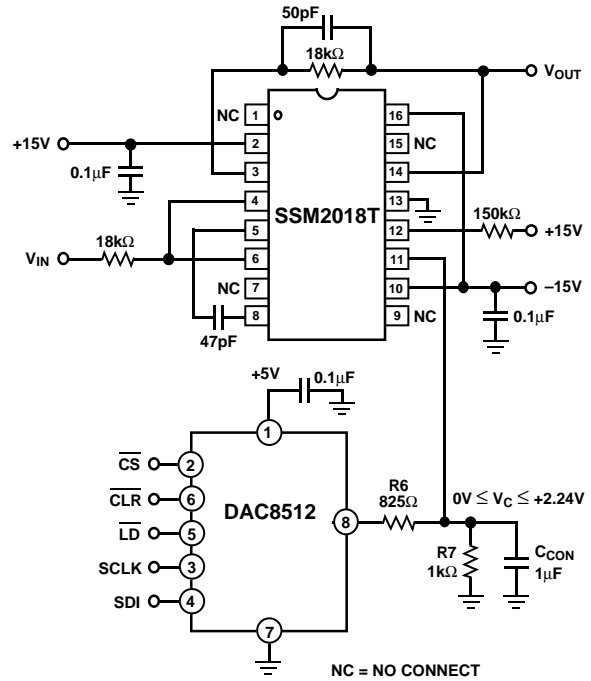 50pF
18kΩ
VOUT
NC 1 16
+15V 2 15 NC
0.1µF 3 14
4 13
SSM2018T
150kΩ
5 12 +15V
18kΩ
VIN 6 11
NC 7 10 –15V
8 9 NC
47pF
0.1µF
+5V 0.1µF
1
CS 2
CLR 6
DAC8512
8
R6
825Ω
0V ≤ VC ≤ +2.24V
LD 5
SCLK 3
SDI 4
R7
1kΩ
CCON
1µF
7
NC = NO CONNECT